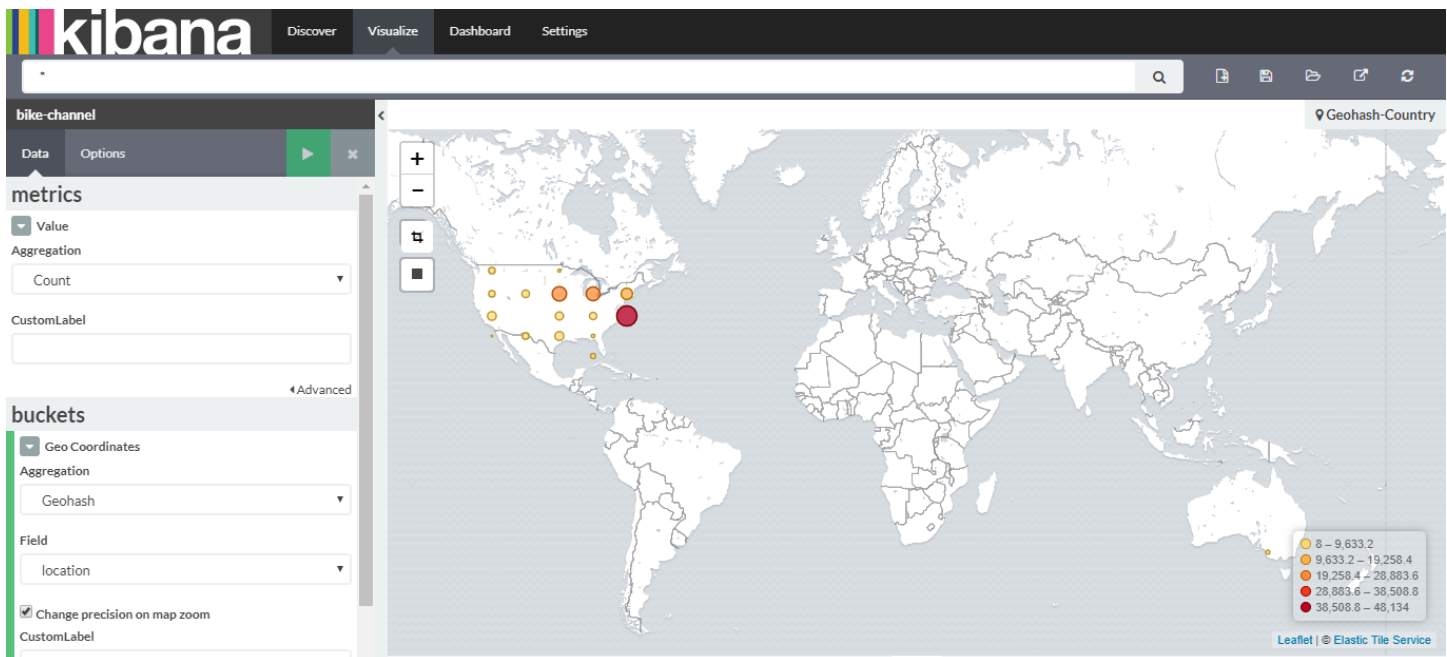 kibana Discover Visualize Dashboard Settings
*
bike-channel
Geohash-Country
Data Options
+
−
metrics
Value
Aggregation
Count
CustomLabel
Advanced
buckets
Geo Coordinates
Aggregation
Geohash
Field
location
Change precision on map zoom
CustomLabel
8 – 9,633.2
9,633.2 – 19,258.4
19,258.4 – 28,883.6
28,883.6 – 38,508.8
38,508.8 – 48,134
Leaflet | © Elastic Tile Service